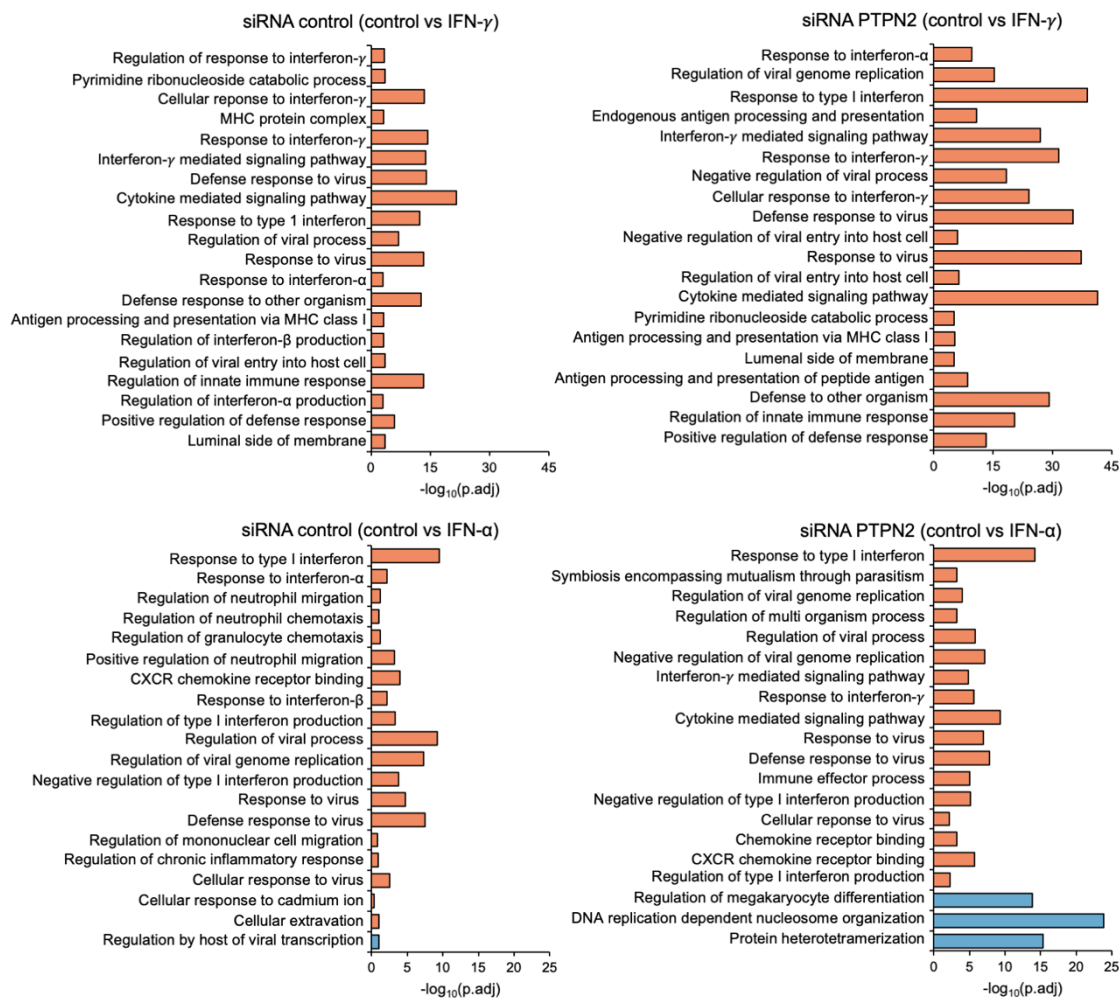 siRNA control (control vs IFN-γ)
Regulation of response to interferon-γ
Pyrimidine ribonucleoside catabolic process
Cellular reponse to interferon-γ
MHC protein complex
Response to interferon-γ
Interferon-γ mediated signaling pathway
Defense response to virus
Cytokine mediated signaling pathway
Response to type 1 interferon
Regulation of viral process
Response to virus
Response to interferon-α
Defense response to other organism
Antigen processing and presentation via MHC class I
Regulation of interferon-β production
Regulation of viral entry into host cell
Regulation of innate immune response
Regulation of interferon-α production
Positive regulation of defense response
Luminal side of membrane
0 15 30 45
-log10(p.adj)
siRNA PTPN2 (control vs IFN-γ)
Response to interferon-α
Regulation of viral genome replication
Response to type I interferon
Endogenous antigen processing and presentation
Interferon-γ mediated signaling pathway
Response to interferon-γ
Negative regulation of viral process
Cellular response to interferon-γ
Defense response to virus
Negative regulation of viral entry into host cell
Response to virus
Regulation of viral entry into host cell
Cytokine mediated signaling pathway
Pyrimidine ribonucleoside catabolic process
Antigen processing and presentation via MHC class I
Lumenal side of membrane
Antigen processing and presentation of peptide antigen
Defense to other organism
Regulation of innate immune response
Positive regulation of defense response
0 15 30 45
-log10(p.adj)
siRNA control (control vs IFN-α)
Response to type I interferon
Response to interferon-α
Regulation of neutrophil mirgation
Regulation of neutrophil chemotaxis
Regulation of granulocyte chemotaxis
Positive regulation of neutrophil migration
CXCR chemokine receptor binding
Response to interferon-β
Regulation of type I interferon production
Regulation of viral process
Regulation of viral genome replication
Negative regulation of type I interferon production
Response to virus
Defense response to virus
Regulation of mononuclear cell migration
Regulation of chronic inflammatory response
Cellular response to virus
Cellular response to cadmium ion
Cellular extravation
Regulation by host of viral transcription
0 5 10 15 20 25
-log10(p.adj)
siRNA PTPN2 (control vs IFN-α)
Response to type I interferon
Symbiosis encompassing mutualism through parasitism
Regulation of viral genome replication
Regulation of multi organism process
Regulation of viral process
Negative regulation of viral genome replication
Interferon-γ mediated signaling pathway
Response to interferon-γ
Cytokine mediated signaling pathway
Response to virus
Defense response to virus
Immune effector process
Negative regulation of type I interferon production
Cellular reponse to virus
Chemokine receptor binding
CXCR chemokine receptor binding
Regulation of type I interferon production
Regulation of megakaryocyte differentiation
DNA replication dependent nucleosome organization
Protein heterotetramerization
0 5 10 15 20 25
-log10(p.adj)